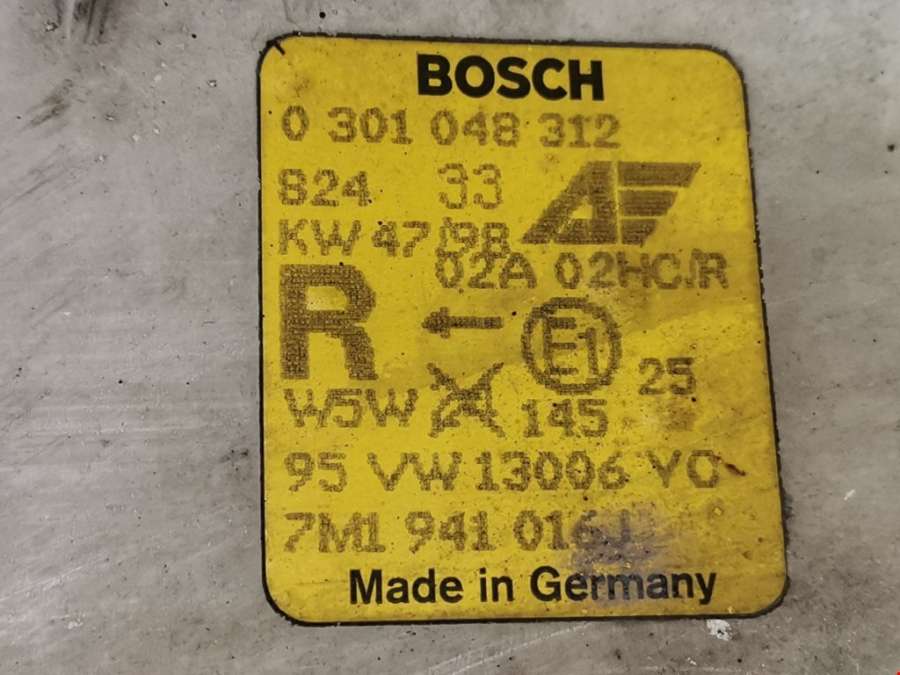 BOSCH
0 301 048 312
824 33
KW 47/98
02A 02HC/R
R E1
25
W5W 145
95 VW 13006 YO
7M1 941 016J
Made in Germany